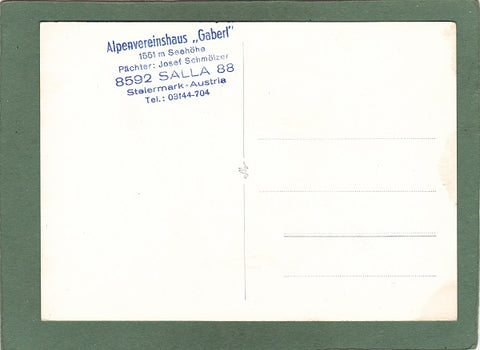 Alpenvereinshaus „Gaberl"
1551 m Seehöhe
Pächter: Josef Schmölzer
8592 SALLA 88
Steiermark-Austria
Tel.: 03144-704